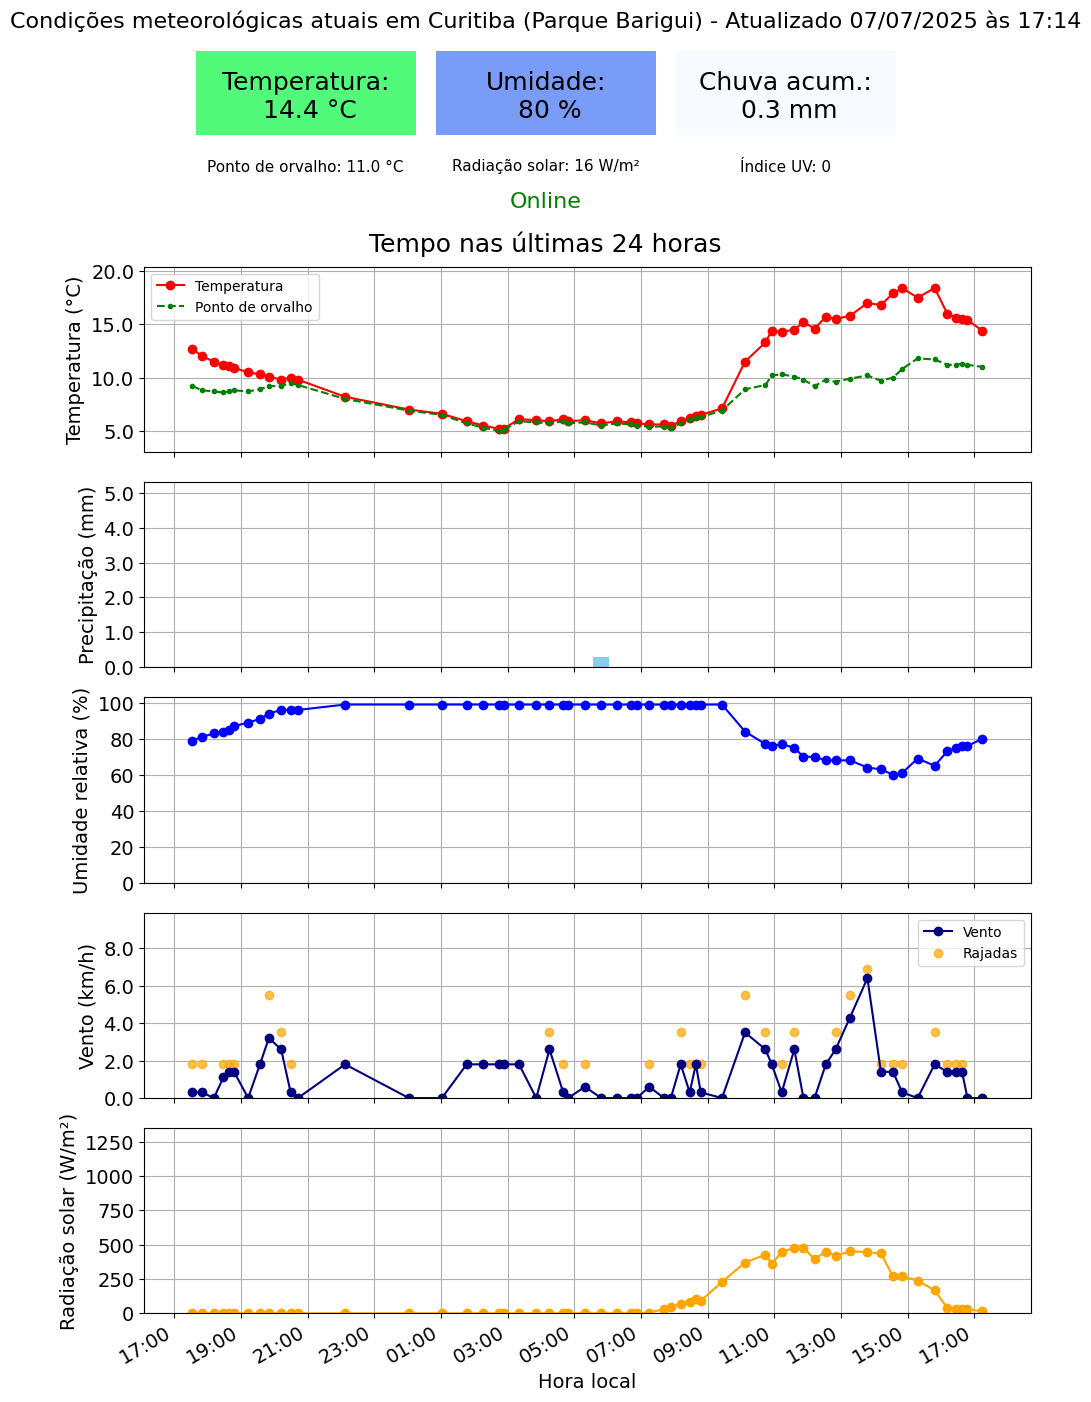 Condições meteorológicas atuais em Curitiba (Parque Barigui) - Atualizado 07/07/2025 às 17:14
Temperatura:
14.4 °C
Umidade:
80 %
Chuva acum.:
0.3 mm
Ponto de orvalho: 11.0 °C
Radiação solar: 16 W/m²
Índice UV: 0
Online
Tempo nas últimas 24 horas
Temperatura (°C)
20.0
15.0
10.0
5.0
Temperatura
Ponto de orvalho
Precipitação (mm)
5.0
4.0
3.0
2.0
1.0
0.0
Umidade relativa (%)
100
80
60
40
20
0
Vento (km/h)
8.0
6.0
4.0
2.0
0.0
Vento
Rajadas
Radiação solar (W/m²)
1250
1000
750
500
250
0
17:00
19:00
21:00
23:00
01:00
03:00
05:00
07:00
09:00
11:00
13:00
15:00
17:00
Hora local